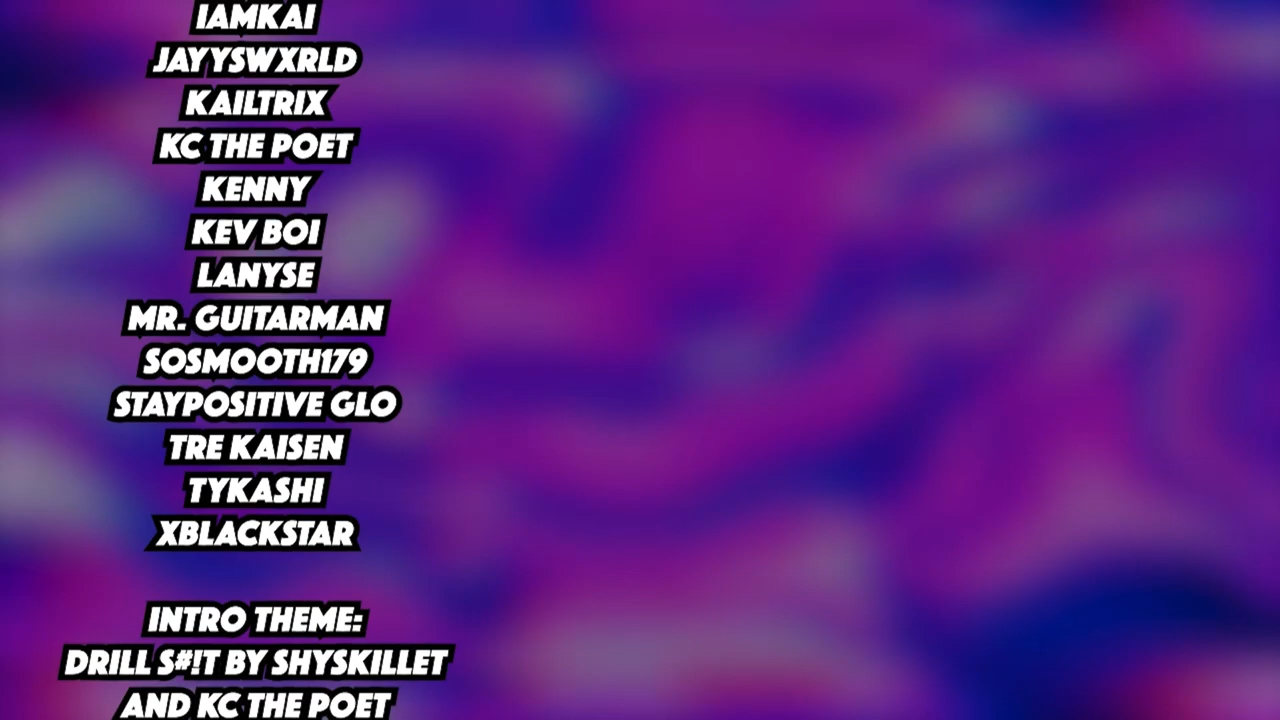 IAMKAI
JAYYSWXRLD
KAILTRIX
KC THE POET
KENNY
KEV BOI
LANYSE
MR. GUITARMAN
SOSMOOTH179
STAYPOSITIVE GLO
TRE KAISEN
TYKASHI
XBLACKSTAR
INTRO THEME:
DRILL S#!T BY SHYSKILLET
AND KC THE POET